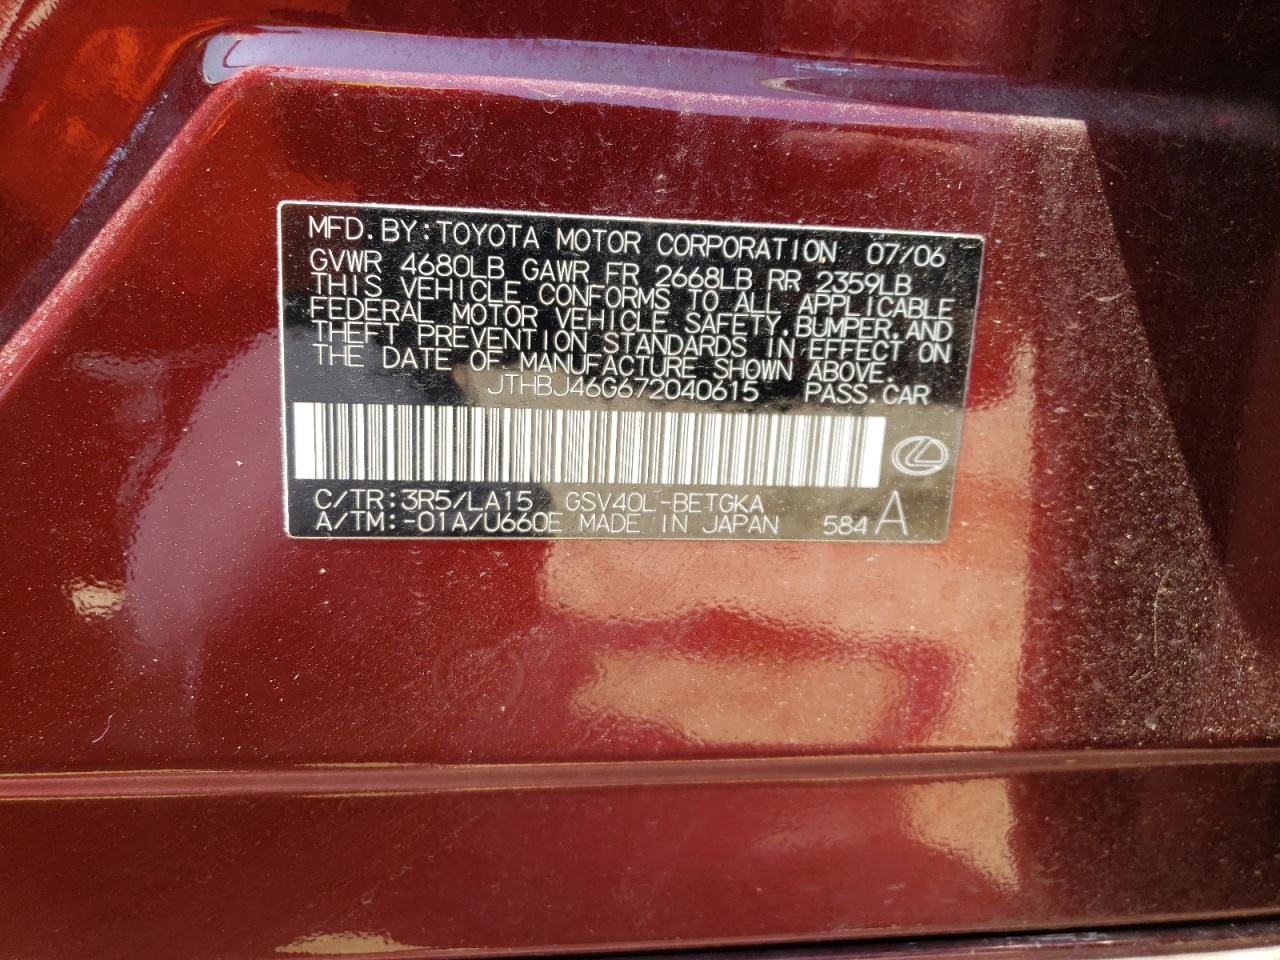 MFD.BY:TOYOTA MOTOR CORPORATION 07/06
GVWR 4680LB GAWR FR 2668LB RR 2359LB
THIS VEHICLE CONFORMS TO ALL APPLICABLE
FEDERAL MOTOR VEHICLE SAFETY,BUMPER,AND
THEFT PREVENTION STANDARDS IN EFFECT ON
THE DATE OF MANUFACTURE SHOWN ABOVE.
JTHBJ46G672040615 PASS.CAR
C/TR:3R5/LA15 GSV40L-BETGKA
A/TM:-01A/U660E MADE IN JAPAN 584 A